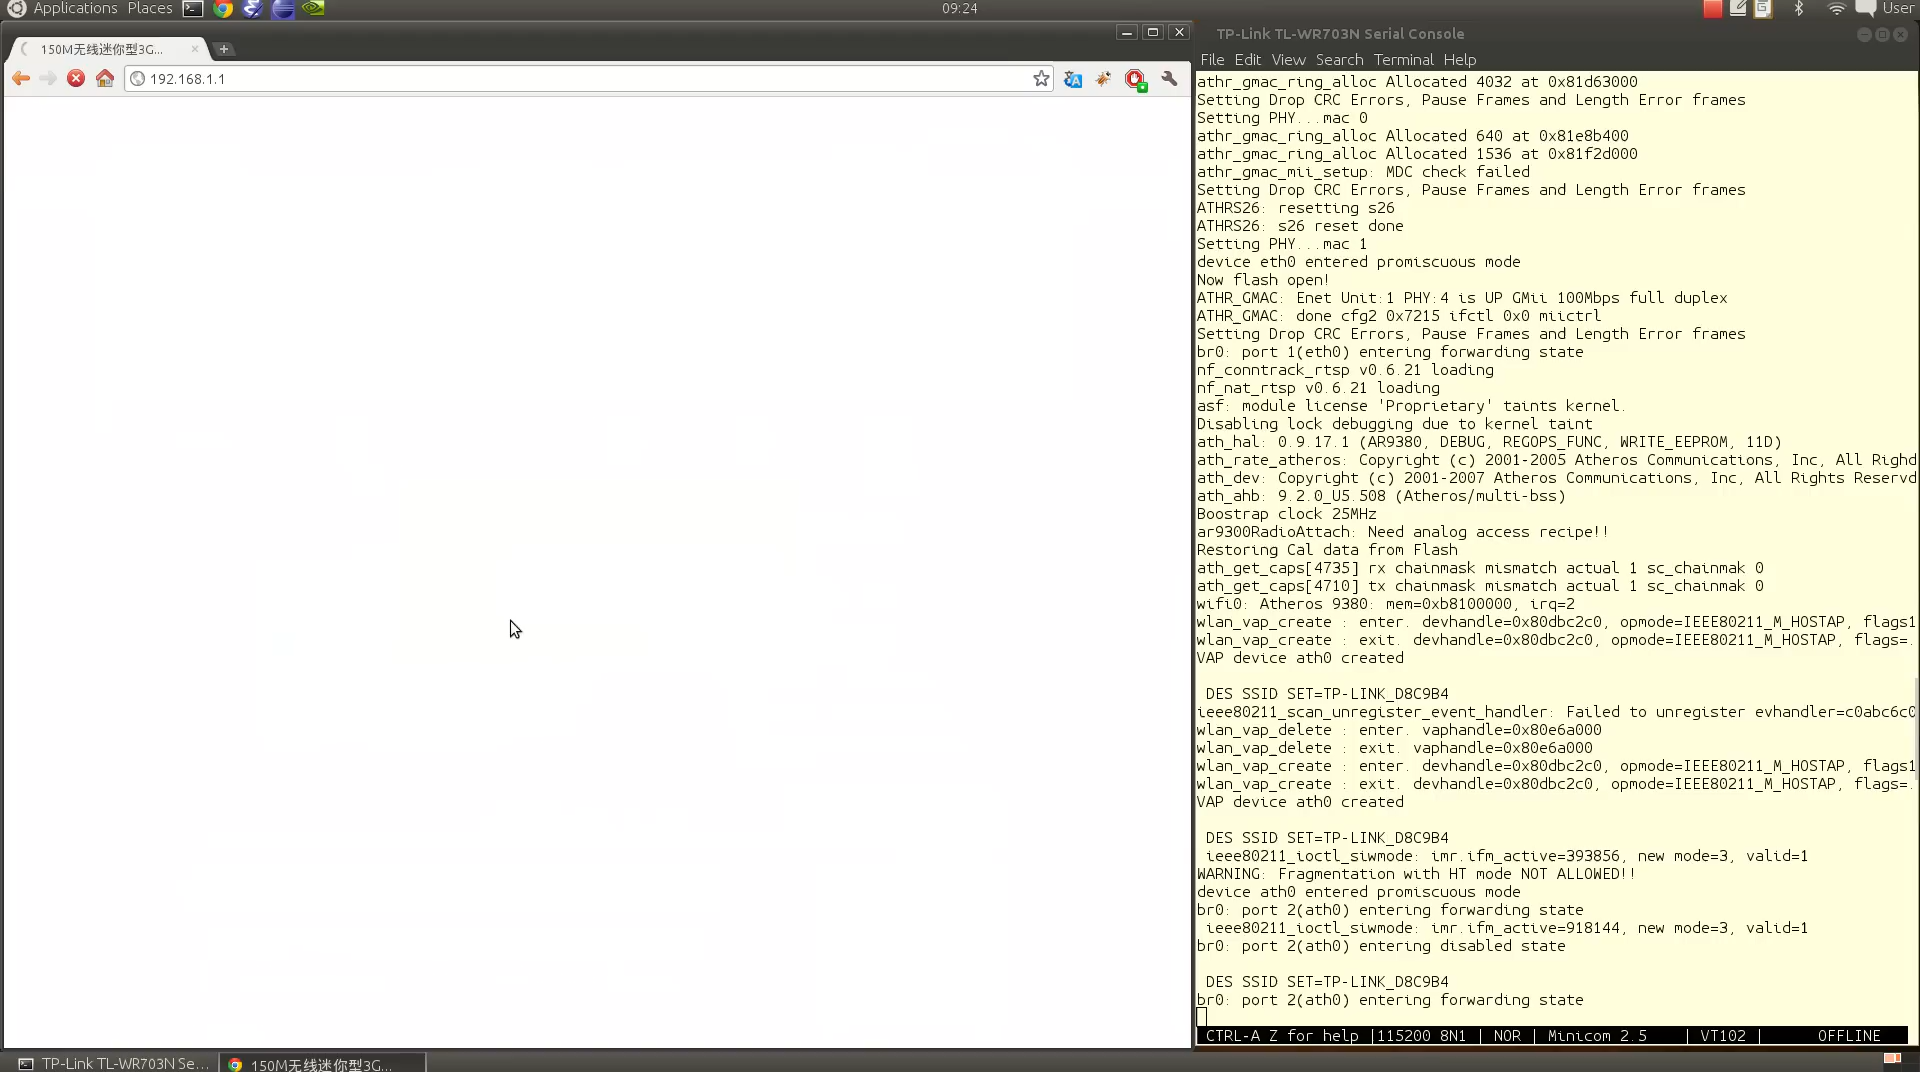 Applications Places
09:24
User
150M无线迷你型3G...
192.168.1.1
TP-Link TL-WR703N Serial Console
File Edit View Search Terminal Help
athr_gmac_ring_alloc Allocated 4032 at 0x81d63000
Setting Drop CRC Errors, Pause Frames and Length Error frames
Setting PHY...mac 0
athr_gmac_ring_alloc Allocated 640 at 0x81e8b400
athr_gmac_ring_alloc Allocated 1536 at 0x81f2d000
athr_gmac_mii_setup: MDC check failed
Setting Drop CRC Errors, Pause Frames and Length Error frames
ATHRS26: resetting s26
ATHRS26: s26 reset done
Setting PHY...mac 1
device eth0 entered promiscuous mode
Now flash open!
ATHR_GMAC: Enet Unit:1 PHY:4 is UP GMii 100Mbps full duplex
ATHR_GMAC: done cfg2 0x7215 ifctl 0x0 miictrl
Setting Drop CRC Errors, Pause Frames and Length Error frames
br0: port 1(eth0) entering forwarding state
nf_conntrack_rtsp v0.6.21 loading
nf_nat_rtsp v0.6.21 loading
asf: module license 'Proprietary' taints kernel.
Disabling lock debugging due to kernel taint
ath_hal: 0.9.17.1 (AR9380, DEBUG, REGOPS_FUNC, WRITE_EEPROM, 11D)
ath_rate_atheros: Copyright (c) 2001-2005 Atheros Communications, Inc, All Righd
ath_dev: Copyright (c) 2001-2007 Atheros Communications, Inc, All Rights Reservd
ath_ahb: 9.2.0_U5.508 (Atheros/multi-bss)
Boostrap clock 25MHz
ar9300RadioAttach: Need analog access recipe!!
Restoring Cal data from Flash
ath_get_caps[4735] rx chainmask mismatch actual 1 sc_chainmak 0
ath_get_caps[4710] tx chainmask mismatch actual 1 sc_chainmak 0
wifi0: Atheros 9380: mem=0xb8100000, irq=2
wlan_vap_create : enter. devhandle=0x80dbc2c0, opmode=IEEE80211_M_HOSTAP, flags1
wlan_vap_create : exit. devhandle=0x80dbc2c0, opmode=IEEE80211_M_HOSTAP, flags=.
VAP device ath0 created
DES SSID SET=TP-LINK_D8C9B4
ieee80211_scan_unregister_event_handler: Failed to unregister evhandler=c0abc6c0
wlan_vap_delete : enter. vaphandle=0x80e6a000
wlan_vap_delete : exit. vaphandle=0x80e6a000
wlan_vap_create : enter. devhandle=0x80dbc2c0, opmode=IEEE80211_M_HOSTAP, flags1
wlan_vap_create : exit. devhandle=0x80dbc2c0, opmode=IEEE80211_M_HOSTAP, flags=.
VAP device ath0 created
DES SSID SET=TP-LINK_D8C9B4
ieee80211_ioctl_siwmode: imr.ifm_active=393856, new mode=3, valid=1
WARNING: Fragmentation with HT mode NOT ALLOWED!!
device ath0 entered promiscuous mode
br0: port 2(ath0) entering forwarding state
ieee80211_ioctl_siwmode: imr.ifm_active=918144, new mode=3, valid=1
br0: port 2(ath0) entering disabled state
DES SSID SET=TP-LINK_D8C9B4
br0: port 2(ath0) entering forwarding state
CTRL-A Z for help |115200 8N1 | NOR | Minicom 2.5 | VT102 | OFFLINE
TP-Link TL-WR703N Se... 150M无线迷你型3G...